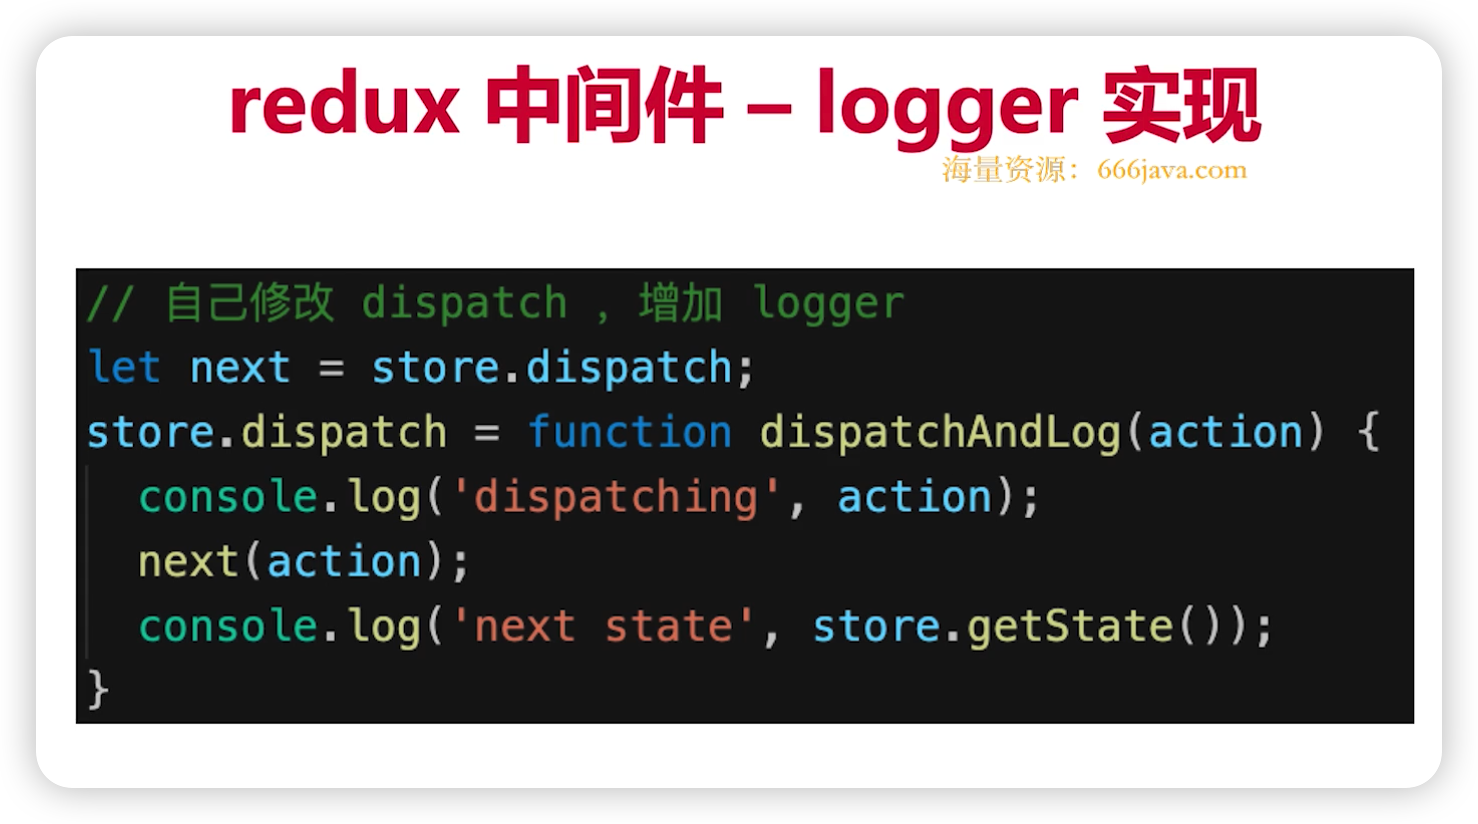 redux 中间件 – logger 实现
海量资源：666java.com
// 自己修改 dispatch ，增加 logger
let next = store.dispatch;
store.dispatch = function dispatchAndLog(action) {
  console.log('dispatching', action);
  next(action);
  console.log('next state', store.getState());
}